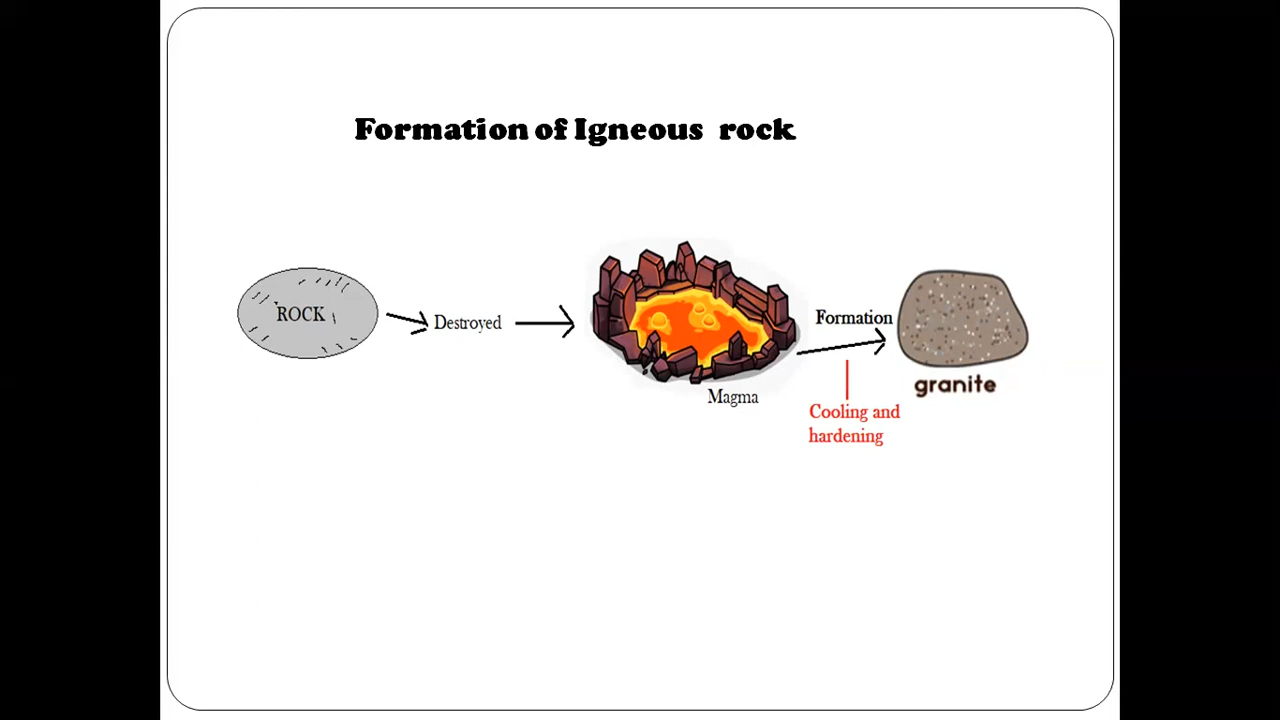 Formation of Igneous rock
ROCK
Destroyed
Magma
Formation
Cooling and
hardening
granite